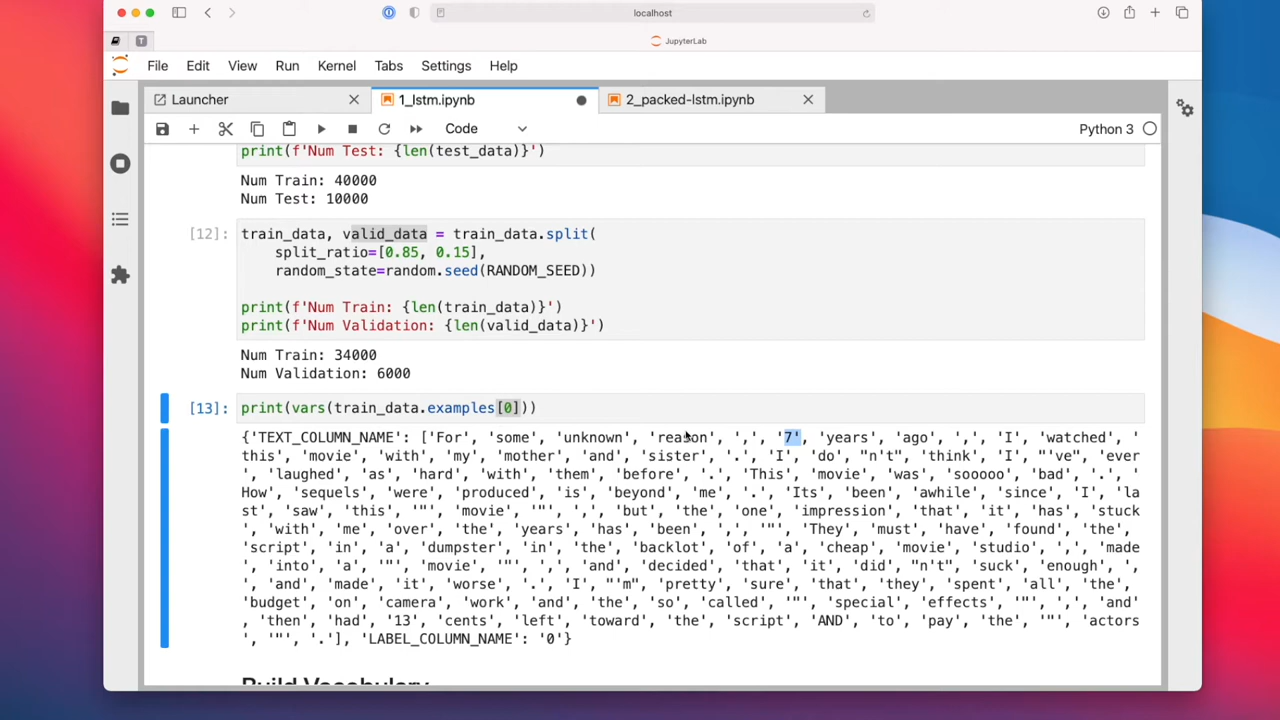 localhost
T
JupyterLab
File Edit View Run Kernel Tabs Settings Help
Launcher 1_lstm.ipynb 2_packed-lstm.ipynb
Code Python 3
print(f'Num Test: {len(test_data)}')
Num Train: 40000
Num Test: 10000
[12]: train_data, valid_data = train_data.split(
split_ratio=[0.85, 0.15],
random_state=random.seed(RANDOM_SEED))
print(f'Num Train: {len(train_data)}')
print(f'Num Validation: {len(valid_data)}')
Num Train: 34000
Num Validation: 6000
[13]: print(vars(train_data.examples[0]))
{'TEXT_COLUMN_NAME': ['For', 'some', 'unknown', 'reason', ',', '7', 'years', 'ago', ',', 'I', 'watched', '
this', 'movie', 'with', 'my', 'mother', 'and', 'sister', '.', 'I', 'do', "n't", 'think', 'I', "'ve", 'ever
', 'laughed', 'as', 'hard', 'with', 'them', 'before', '.', 'This', 'movie', 'was', 'sooooo', 'bad', '.', '
How', 'sequels', 'were', 'produced', 'is', 'beyond', 'me', '.', 'Its', 'been', 'awhile', 'since', 'I', 'la
st', 'saw', 'this', '"', 'movie', '"', ',', 'but', 'the', 'one', 'impression', 'that', 'it', 'has', 'stuck
', 'with', 'me', 'over', 'the', 'years', 'has', 'been', ',', '"', 'They', 'must', 'have', 'found', 'the',
'script', 'in', 'a', 'dumpster', 'in', 'the', 'backlot', 'of', 'a', 'cheap', 'movie', 'studio', ',', 'made
', 'into', 'a', '"', 'movie', '"', ',', 'and', 'decided', 'that', 'it', 'did', "n't", 'suck', 'enough', ',
', 'and', 'made', 'it', 'worse', '.', 'I', "'m", 'pretty', 'sure', 'that', 'they', 'spent', 'all', 'the',
'budget', 'on', 'camera', 'work', 'and', 'the', 'so', 'called', '"', 'special', 'effects', '"', ',', 'and'
, 'then', 'had', '13', 'cents', 'left', 'toward', 'the', 'script', 'AND', 'to', 'pay', 'the', '"', 'actors
', '"', '.'], 'LABEL_COLUMN_NAME': '0'}
Build Vocabulary